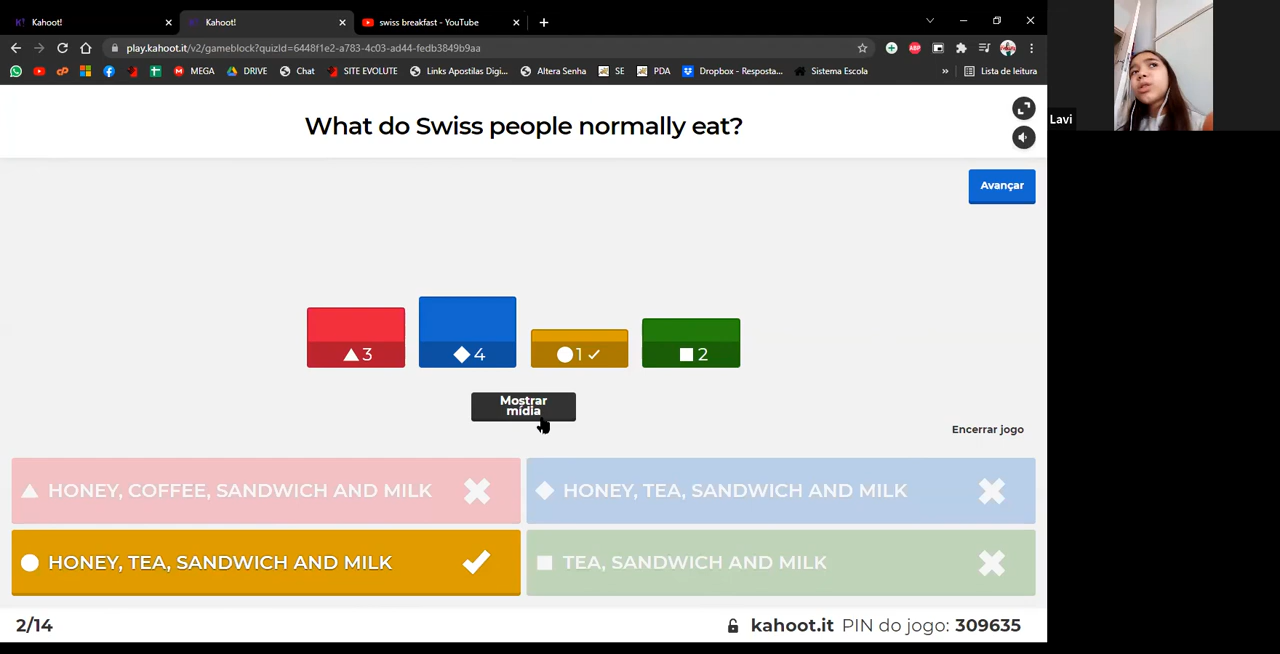 Kahoot!
Kahoot!
swiss breakfast - YouTube
play.kahoot.it/v2/gameblock?quizId=6448f1e2-a783-4c03-ad44-fedb3849b9aa
ABP
MEGA
DRIVE
Chat
SITE EVOLUTE
Links Apostilas Digi...
Altera Senha
SE
PDA
Dropbox - Resposta...
Sistema Escola
»
Lista de leitura
What do Swiss people normally eat?
Lavi
Avançar
3
4
1
2
Mostrar
mídia
Encerrar jogo
HONEY, COFFEE, SANDWICH AND MILK
HONEY, TEA, SANDWICH AND MILK
HONEY, TEA, SANDWICH AND MILK
TEA, SANDWICH AND MILK
2/14
kahoot.it PIN do jogo: 309635